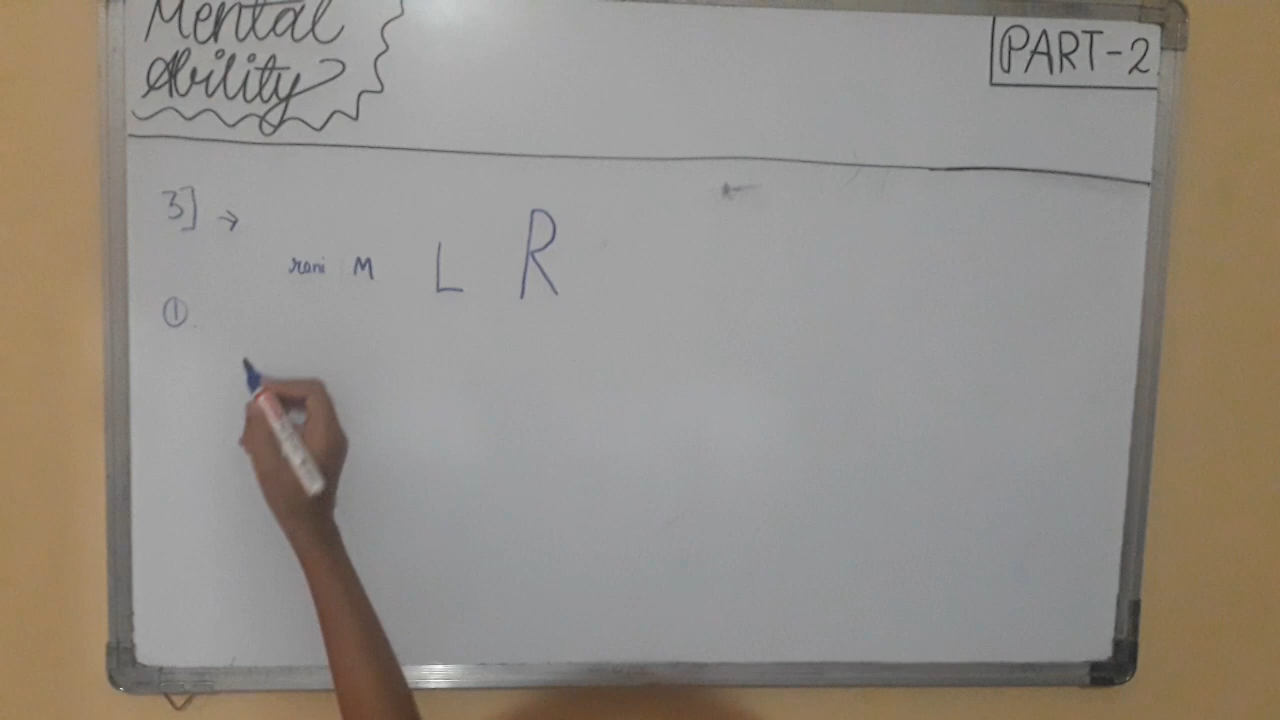 Mental
Ability
PART-2
3] →
rani M L R
①